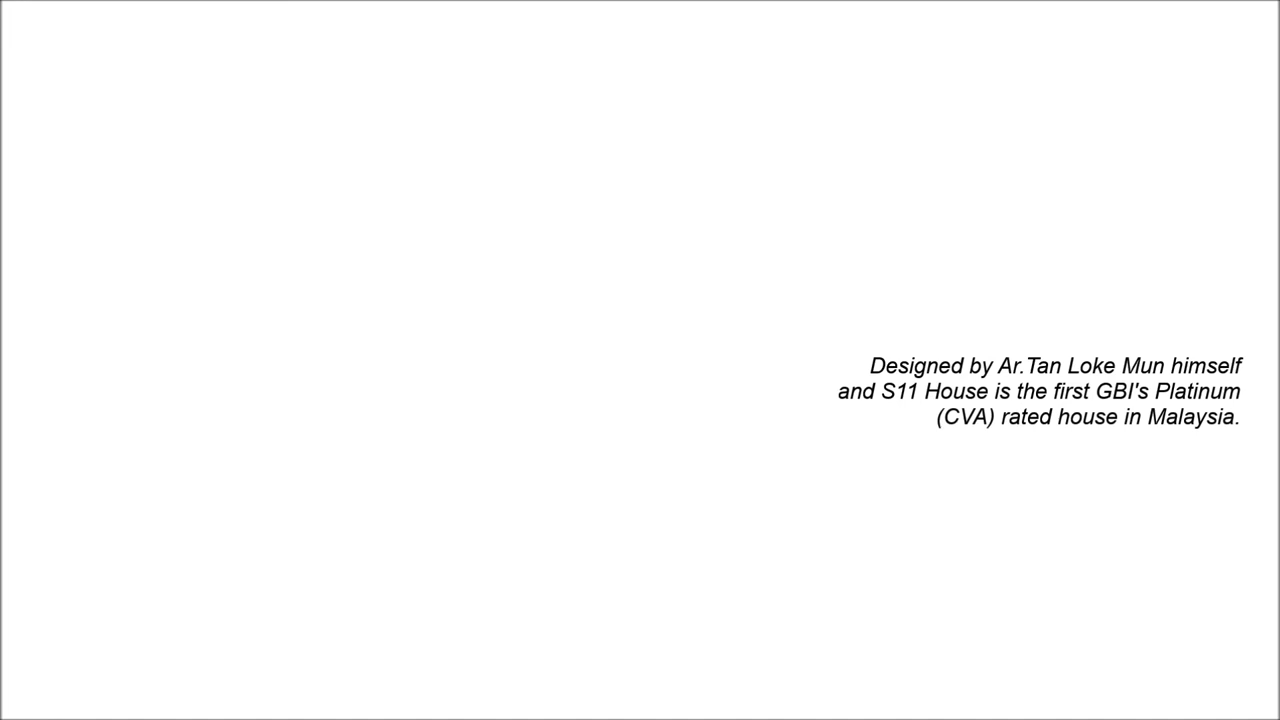 Designed by Ar.Tan Loke Mun himself
and S11 House is the first GBI's Platinum
(CVA) rated house in Malaysia.